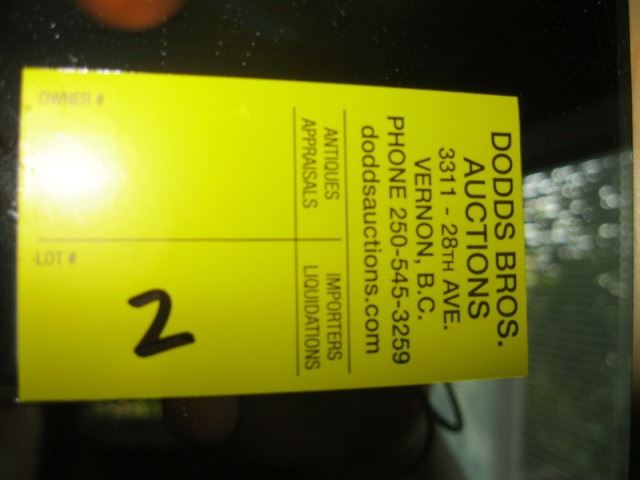 DODDS BROS.
AUCTIONS
3311 - 28TH AVE.
VERNON, B.C.
PHONE 250-545-3259
doddsauctions.com
ANTIQUES IMPORTERS
APPRAISALS LIQUIDATIONS
OWNER # LOT #
2